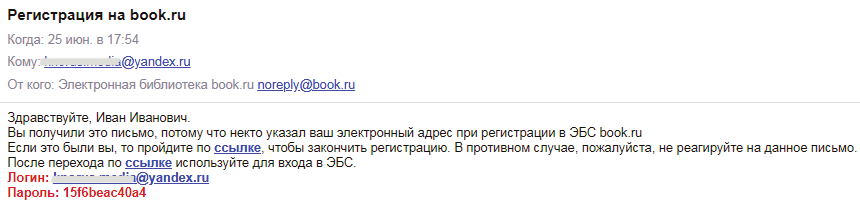 Регистрация на book.ru
Когда: 25 июн. в 17:54
Кому: @yandex.ru
От кого: Электронная библиотека book.ru noreply@book.ru
Здравствуйте, Иван Иванович.
Вы получили это письмо, потому что некто указал ваш электронный адрес при регистрации в ЭБС book.ru
Если это были вы, то пройдите по ссылке, чтобы закончить регистрацию. В противном случае, пожалуйста, не реагируйте на данное письмо.
После перехода по ссылке используйте для входа в ЭБС.
Логин: @yandex.ru
Пароль: 15f6beac40a4